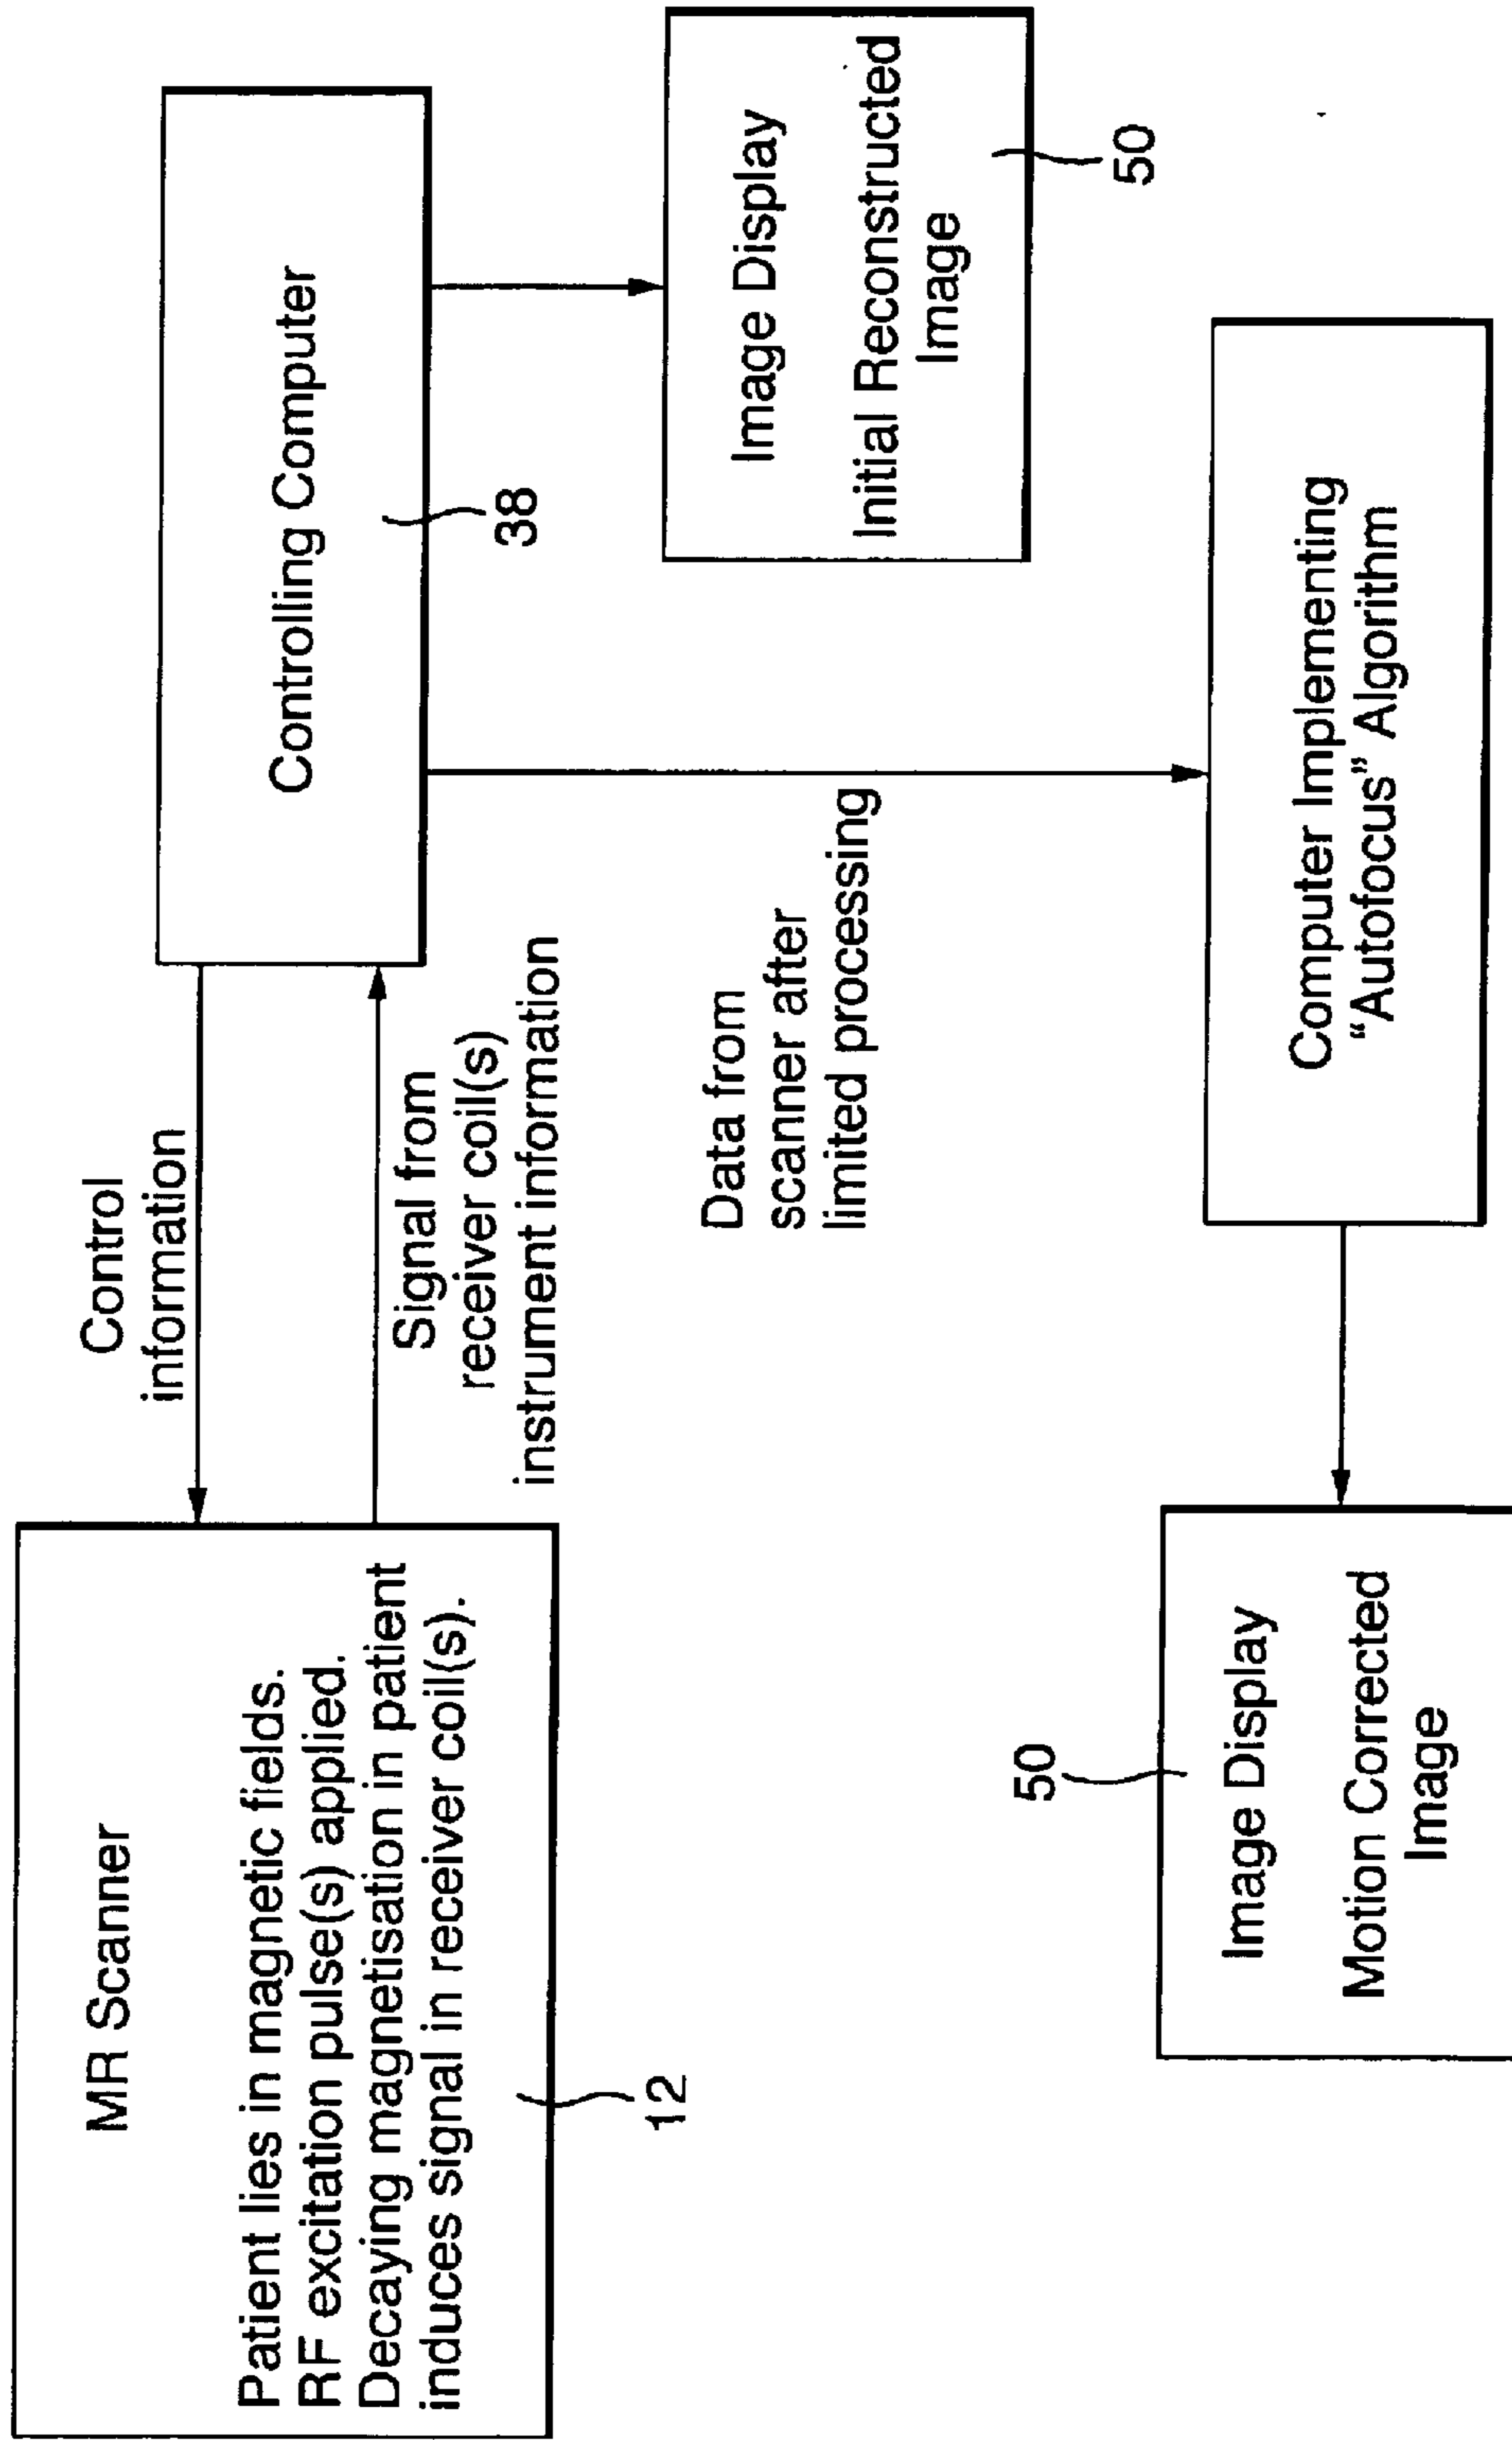 MR Scanner
Patient lies in magnetic fields.
RF excitation pulse(s) applied.
Decaying magnetisation in patient
induces signal in receiver coil(s).
12
Control
information
Signal from
receiver coil(s)
instrument information
Controlling Computer
38
Image Display
Initial Reconstructed
Image
50
Data from
scanner after
limited processing
Computer Implementing
“Autofocus” Algorithm
50
Image Display
Motion Corrected
Image